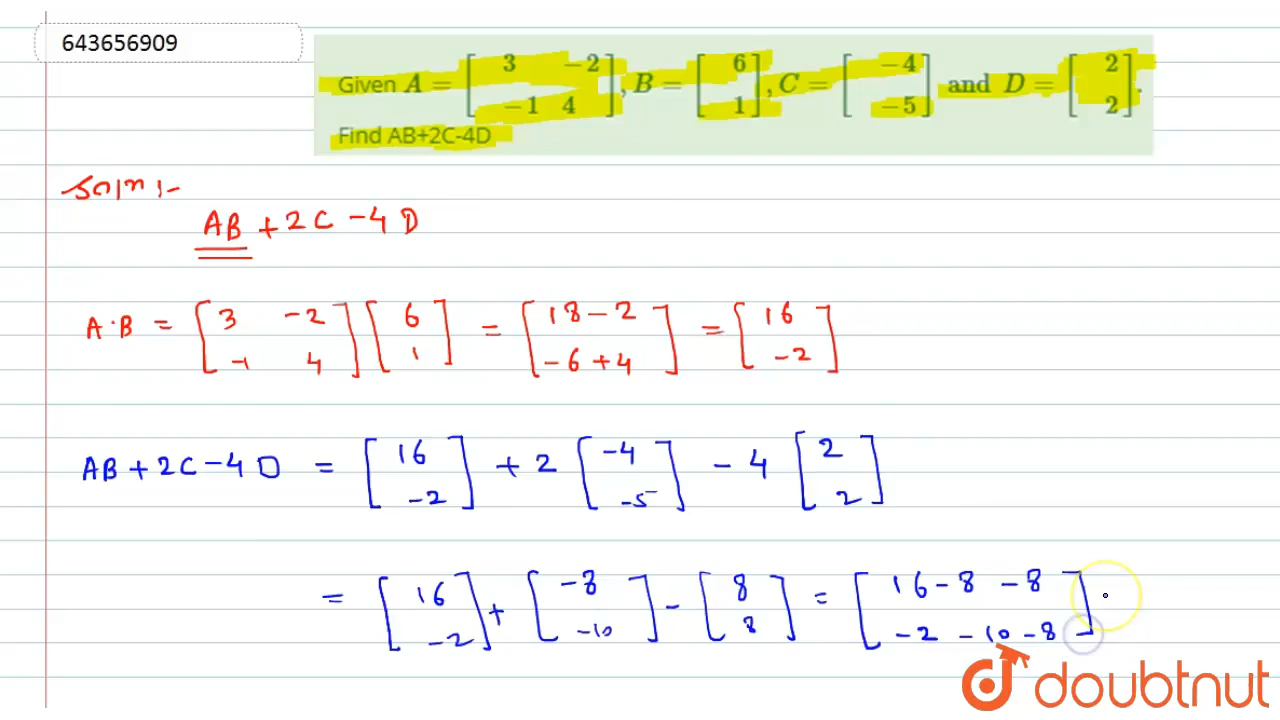 643656909
Given A = [ 3 -2 ; -1 4 ], B = [ 6 ; 1 ], C = [ -4 ; -5 ] and D = [ 2 ; 2 ].
Find AB+2C-4D
Soln :-
AB + 2C - 4D
A·B = [ 3 -2 ; -1 4 ] [ 6 ; 1 ] = [ 18 - 2 ; -6 + 4 ] = [ 16 ; -2 ]
AB + 2C - 4D = [ 16 ; -2 ] + 2 [ -4 ; -5 ] - 4 [ 2 ; 2 ]
= [ 16 ; -2 ] + [ -8 ; -10 ] - [ 8 ; 8 ] = [ 16 - 8 - 8 ; -2 - 10 - 8 ]
doubtnut